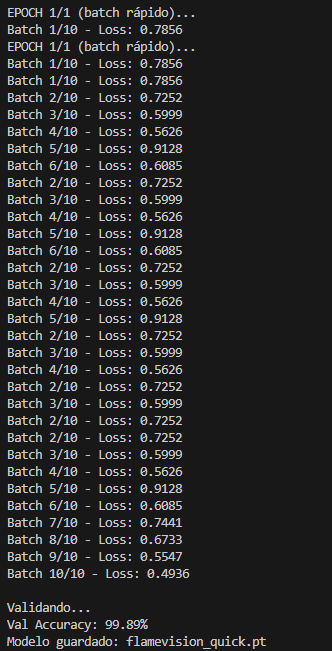 EPOCH 1/1 (batch rápido)...
Batch 1/10 - Loss: 0.7856
EPOCH 1/1 (batch rápido)...
Batch 1/10 - Loss: 0.7856
Batch 1/10 - Loss: 0.7856
Batch 2/10 - Loss: 0.7252
Batch 3/10 - Loss: 0.5999
Batch 4/10 - Loss: 0.5626
Batch 5/10 - Loss: 0.9128
Batch 6/10 - Loss: 0.6085
Batch 2/10 - Loss: 0.7252
Batch 3/10 - Loss: 0.5999
Batch 4/10 - Loss: 0.5626
Batch 5/10 - Loss: 0.9128
Batch 6/10 - Loss: 0.6085
Batch 2/10 - Loss: 0.7252
Batch 3/10 - Loss: 0.5999
Batch 4/10 - Loss: 0.5626
Batch 5/10 - Loss: 0.9128
Batch 2/10 - Loss: 0.7252
Batch 3/10 - Loss: 0.5999
Batch 4/10 - Loss: 0.5626
Batch 2/10 - Loss: 0.7252
Batch 3/10 - Loss: 0.5999
Batch 2/10 - Loss: 0.7252
Batch 2/10 - Loss: 0.7252
Batch 3/10 - Loss: 0.5999
Batch 4/10 - Loss: 0.5626
Batch 5/10 - Loss: 0.9128
Batch 6/10 - Loss: 0.6085
Batch 7/10 - Loss: 0.7441
Batch 8/10 - Loss: 0.6733
Batch 9/10 - Loss: 0.5547
Batch 10/10 - Loss: 0.4936

Validando...
Val Accuracy: 99.89%
Modelo guardado: flamevision_quick.pt